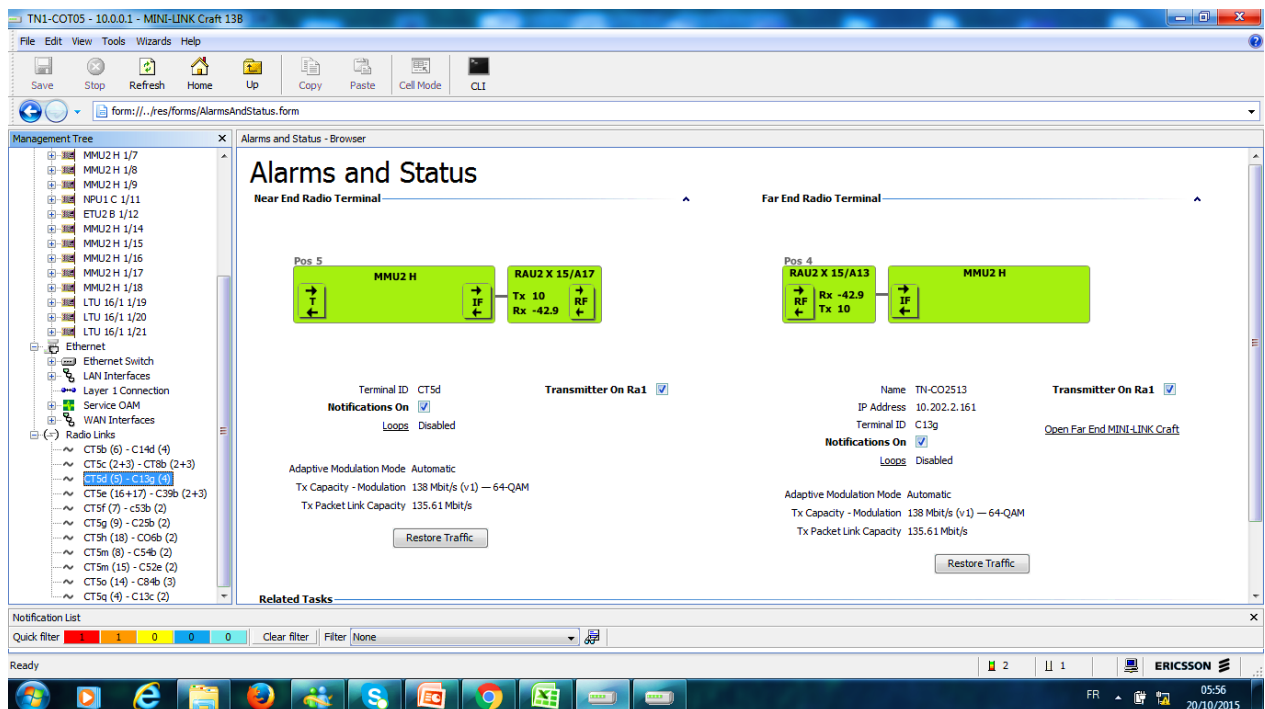 TN1-COT05 - 10.0.0.1 - MINI-LINK Craft 13B
File Edit View Tools Wizards Help
Save Stop Refresh Home Up Copy Paste Cell Mode CLI
form://../res/forms/AlarmsAndStatus.form
Management Tree
MMU2 H 1/7
MMU2 H 1/8
MMU2 H 1/9
NPU1 C 1/11
ETU2 B 1/12
MMU2 H 1/14
MMU2 H 1/15
MMU2 H 1/16
MMU2 H 1/17
MMU2 H 1/18
LTU 16/1 1/19
LTU 16/1 1/20
LTU 16/1 1/21
Ethernet
Ethernet Switch
LAN Interfaces
Layer 1 Connection
Service OAM
WAN Interfaces
Radio Links
CT5b (6) - C14d (4)
CT5c (2+3) - CT8b (2+3)
CT5d (5) - C13g (4)
CT5e (16+17) - C39b (2+3)
CT5f (7) - c53b (2)
CT5g (9) - C25b (2)
CT5h (18) - CO6b (2)
CT5m (8) - C54b (2)
CT5m (15) - C52e (2)
CT5o (14) - C84b (3)
CT5q (4) - C13c (2)
Alarms and Status - Browser
Alarms and Status
Near End Radio Terminal
Pos 5
MMU2 H
T
IF
RAU2 X 15/A17
Tx 10
Rx -42.9
RF
Terminal ID CT5d
Transmitter On Ra1
Notifications On
Loops Disabled
Adaptive Modulation Mode Automatic
Tx Capacity - Modulation 138 Mbit/s (v1) — 64-QAM
Tx Packet Link Capacity 135.61 Mbit/s
Restore Traffic
Far End Radio Terminal
Pos 4
RAU2 X 15/A13
RF
Rx -42.9
Tx 10
MMU2 H
IF
Name TN-CO2513
Transmitter On Ra1
IP Address 10.202.2.161
Terminal ID C13g
Open Far End MINI-LINK Craft
Notifications On
Loops Disabled
Adaptive Modulation Mode Automatic
Tx Capacity - Modulation 138 Mbit/s (v1) — 64-QAM
Tx Packet Link Capacity 135.61 Mbit/s
Restore Traffic
Related Tasks
Notification List
Quick filter 1 1 0 0 0 Clear filter Filter None
Ready
2 1 ERICSSON
FR 05:56
20/10/2015